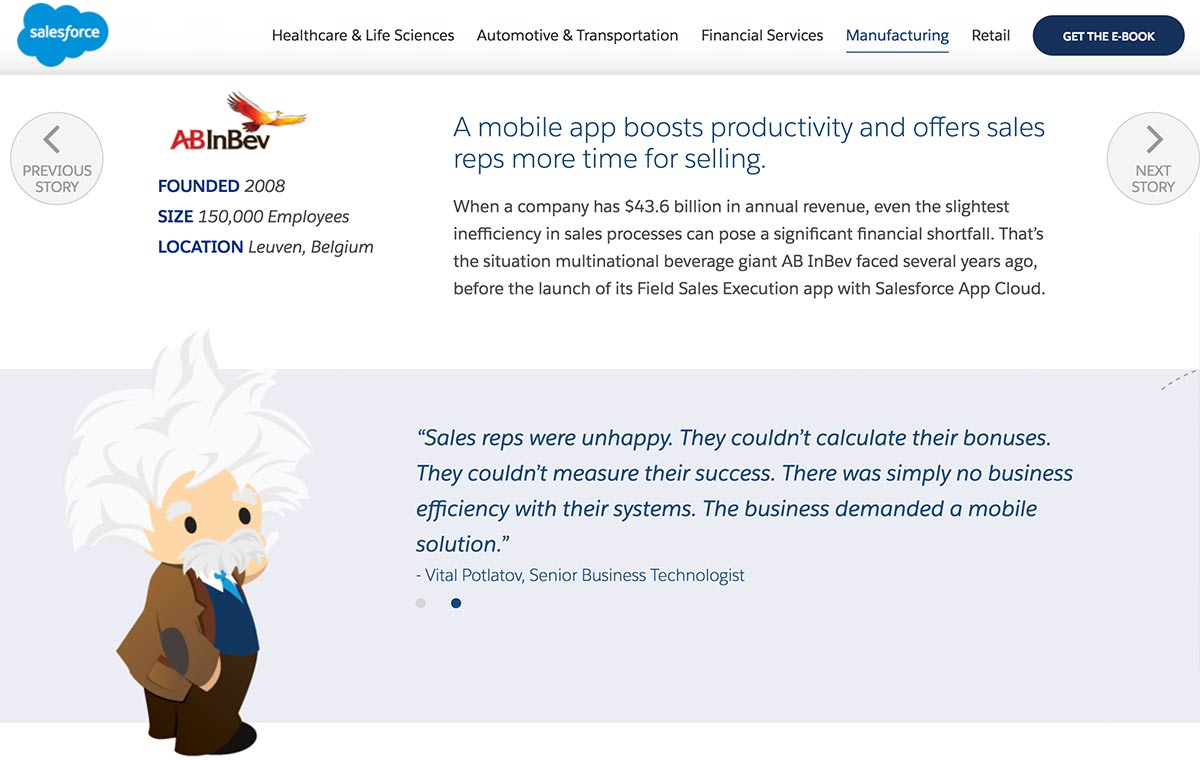 salesforce
Healthcare & Life Sciences
Automotive & Transportation
Financial Services
Manufacturing
Retail
GET THE E-BOOK
PREVIOUS
STORY
ABInBev
FOUNDED 2008
SIZE 150,000 Employees
LOCATION Leuven, Belgium
A mobile app boosts productivity and offers sales
reps more time for selling.
When a company has $43.6 billion in annual revenue, even the slightest
inefficiency in sales processes can pose a significant financial shortfall. That’s
the situation multinational beverage giant AB InBev faced several years ago,
before the launch of its Field Sales Execution app with Salesforce App Cloud.
NEXT
STORY
“Sales reps were unhappy. They couldn’t calculate their bonuses.
They couldn’t measure their success. There was simply no business
efficiency with their systems. The business demanded a mobile
solution.”
- Vital Potlatov, Senior Business Technologist